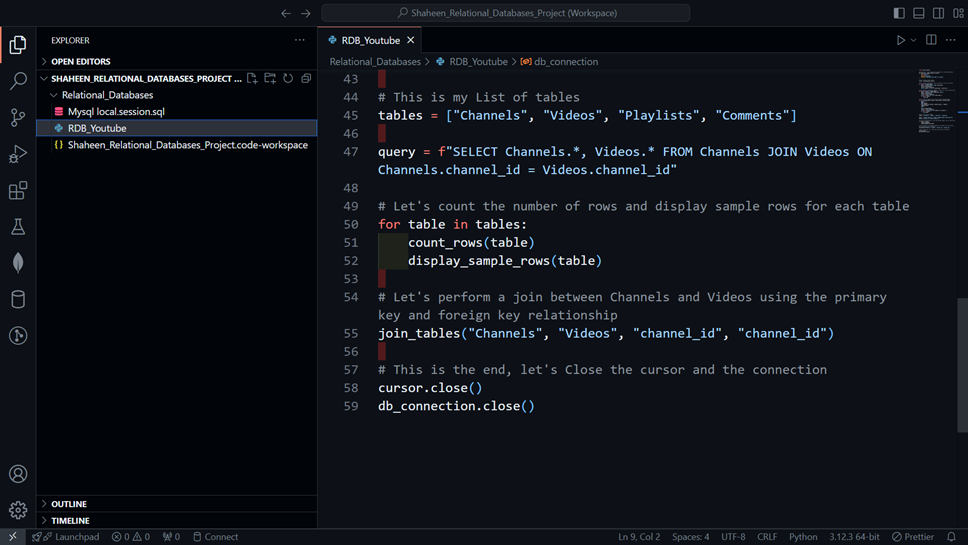 Shaheen_Relational_Databases_Project (Workspace)
EXPLORER
OPEN EDITORS
SHAHEEN_RELATIONAL_DATABASES_PROJECT ...
Relational_Databases
Mysql local.session.sql
RDB_Youtube
{} Shaheen_Relational_Databases_Project.code-workspace
OUTLINE
TIMELINE
RDB_Youtube
Relational_Databases > RDB_Youtube > db_connection
43
44 # This is my List of tables
45 tables = ["Channels", "Videos", "Playlists", "Comments"]
46
47 query = f"SELECT Channels.*, Videos.* FROM Channels JOIN Videos ON
Channels.channel_id = Videos.channel_id"
48
49 # Let's count the number of rows and display sample rows for each table
50 for table in tables:
51 count_rows(table)
52 display_sample_rows(table)
53
54 # Let's perform a join between Channels and Videos using the primary
key and foreign key relationship
55 join_tables("Channels", "Videos", "channel_id", "channel_id")
56
57 # This is the end, let's Close the cursor and the connection
58 cursor.close()
59 db_connection.close()
Launchpad 0 0 0 Connect Ln 9, Col 2 Spaces: 4 UTF-8 CRLF Python 3.12.3 64-bit Prettier